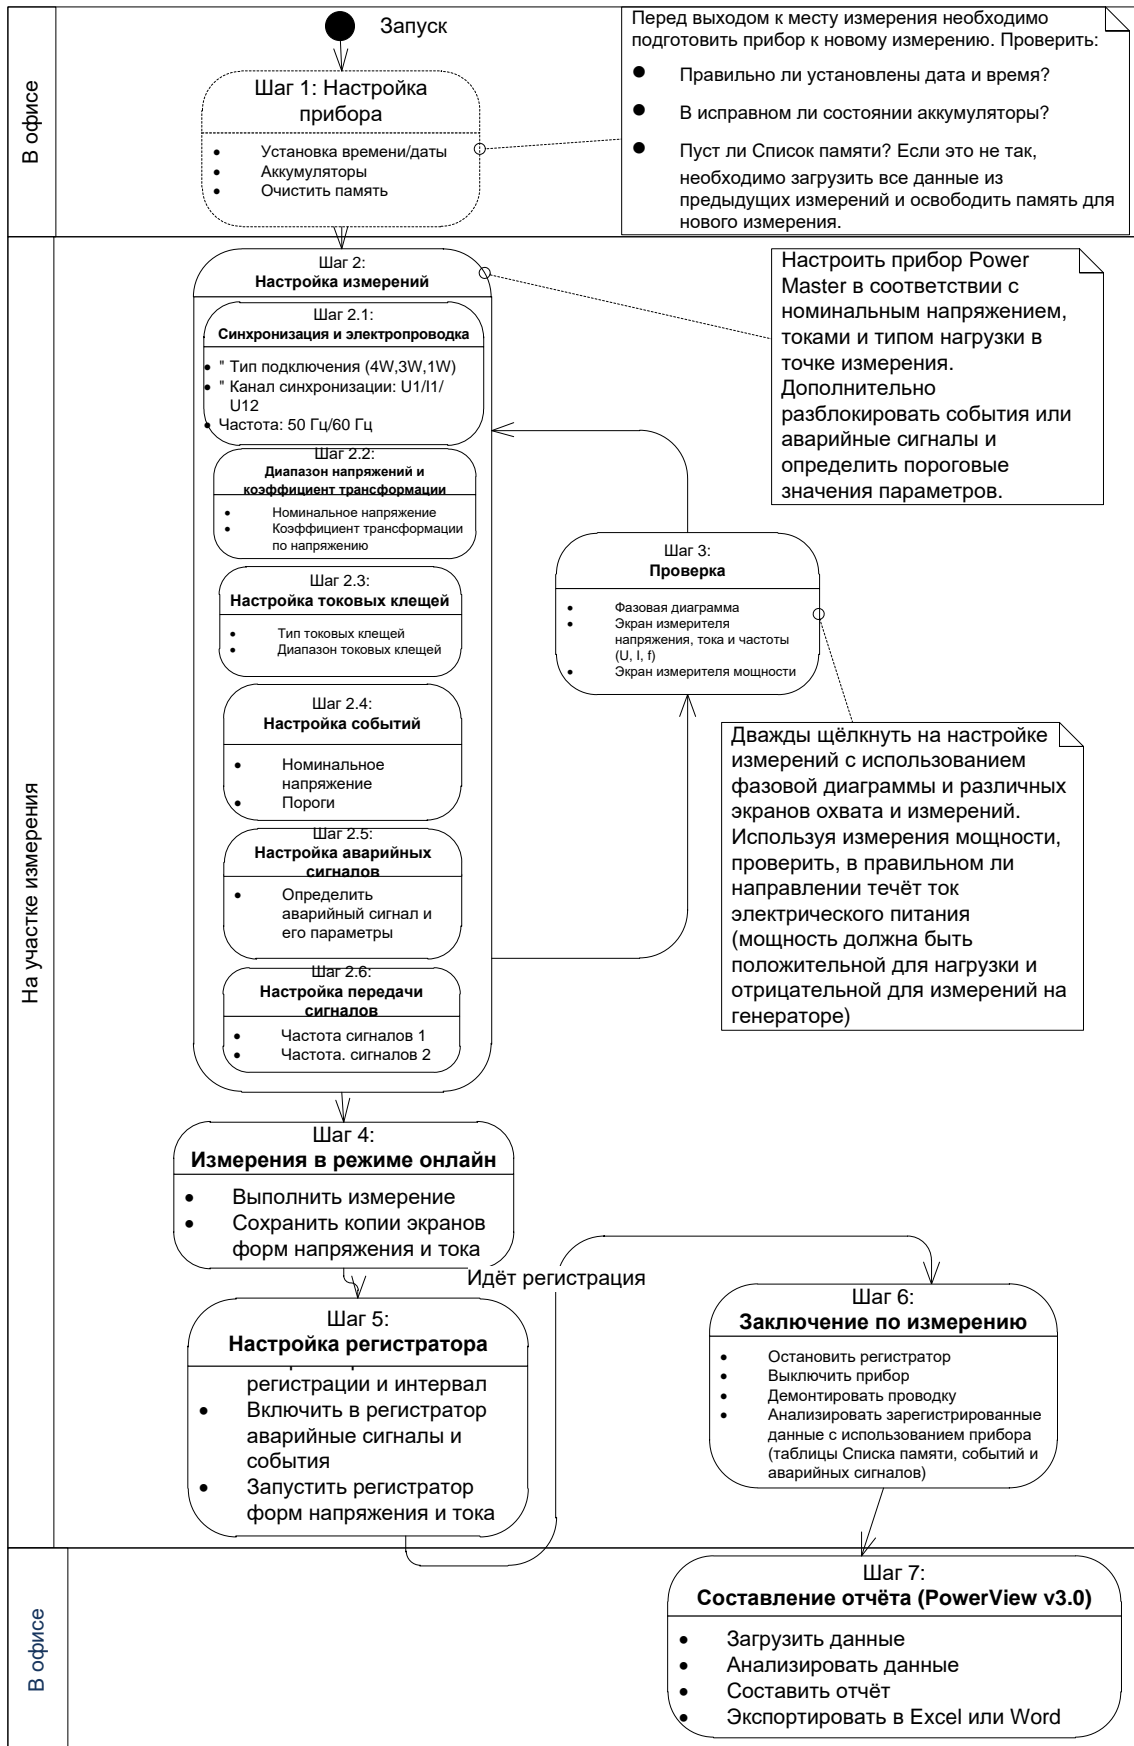 В офисе
Запуск
Шаг 1: Настройка
прибора
• Установка времени/даты
• Аккумуляторы
• Очистить память
Перед выходом к месту измерения необходимо
подготовить прибор к новому измерению. Проверить:
● Правильно ли установлены дата и время?
● В исправном ли состоянии аккумуляторы?
● Пуст ли Список памяти? Если это не так,
необходимо загрузить все данные из
предыдущих измерений и освободить память для
нового измерения.
На участке измерения
Шаг 2:
Настройка измерений
Шаг 2.1:
Синхронизация и электропроводка
• " Тип подключения (4W,3W,1W)
• " Канал синхронизации: U1/I1/
U12
• Частота: 50 Гц/60 Гц
Шаг 2.2:
Диапазон напряжений и
коэффициент трансформации
• Номинальное напряжение
• Коэффициент трансформации
по напряжению
Шаг 2.3:
Настройка токовых клещей
• Тип токовых клещей
• Диапазон токовых клещей
Шаг 2.4:
Настройка событий
• Номинальное
напряжение
• Пороги
Шаг 2.5:
Настройка аварийных
сигналов
• Определить
аварийный сигнал и
его параметры
Шаг 2.6:
Настройка передачи
сигналов
• Частота сигналов 1
• Частота. сигналов 2
Настроить прибор Power
Master в соответствии с
номинальным напряжением,
токами и типом нагрузки в
точке измерения.
Дополнительно
разблокировать события или
аварийные сигналы и
определить пороговые
значения параметров.
Шаг 3:
Проверка
• Фазовая диаграмма
• Экран измерителя
напряжения, тока и частоты
(U, I, f)
• Экран измерителя мощности
Дважды щёлкнуть на настройке
измерений с использованием
фазовой диаграммы и различных
экранов охвата и измерений.
Используя измерения мощности,
проверить, в правильном ли
направлении течёт ток
электрического питания
(мощность должна быть
положительной для нагрузки и
отрицательной для измерений на
генераторе)
Шаг 4:
Измерения в режиме онлайн
• Выполнить измерение
• Сохранить копии экранов
форм напряжения и тока
Идёт регистрация
Шаг 5:
Настройка регистратора
регистрации и интервал
• Включить в регистратор
аварийные сигналы и
события
• Запустить регистратор
форм напряжения и тока
Шаг 6:
Заключение по измерению
• Остановить регистратор
• Выключить прибор
• Демонтировать проводку
• Анализировать зарегистрированные
данные с использованием прибора
(таблицы Списка памяти, событий и
аварийных сигналов)
В офисе
Шаг 7:
Составление отчёта (PowerView v3.0)
• Загрузить данные
• Анализировать данные
• Составить отчёт
• Экспортировать в Excel или Word